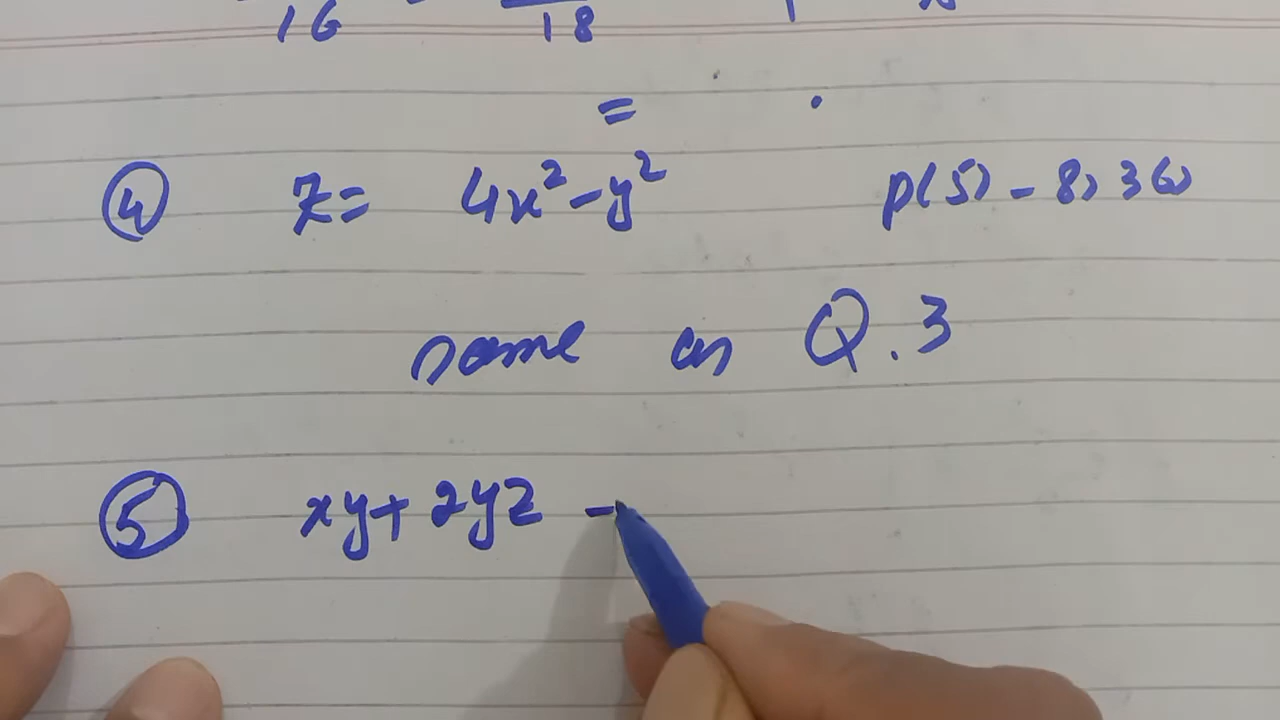 16 18
=
④ z= 4x²-y² P(5) - 8, 36)
same as Q.3
⑤ xy+ 2yz -